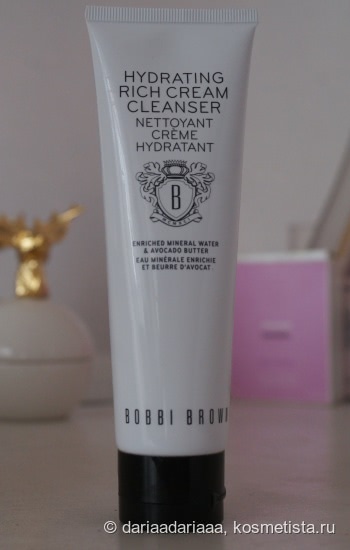 HYDRATING
RICH CREAM
CLEANSER
NETTOYANT
CRÈME
HYDRATANT
B
ENRICHED MINERAL WATER
& AVOCADO BUTTER
EAU MINÉRALE ENRICHIE
ET BEURRE D'AVOCAT
BOBBI BROWN
© dariaadariaaa, kosmetista.ru